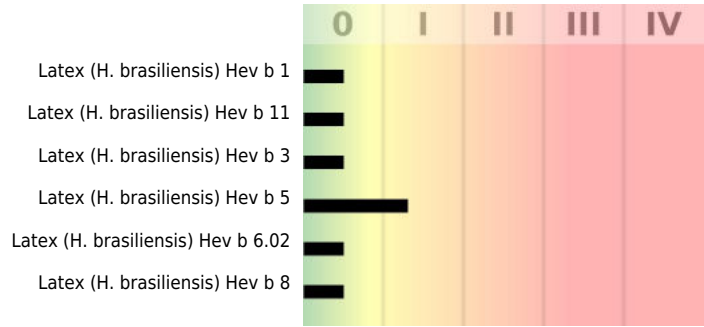 0 I II III IV
Latex (H. brasiliensis) Hev b 1
Latex (H. brasiliensis) Hev b 11
Latex (H. brasiliensis) Hev b 3
Latex (H. brasiliensis) Hev b 5
Latex (H. brasiliensis) Hev b 6.02
Latex (H. brasiliensis) Hev b 8